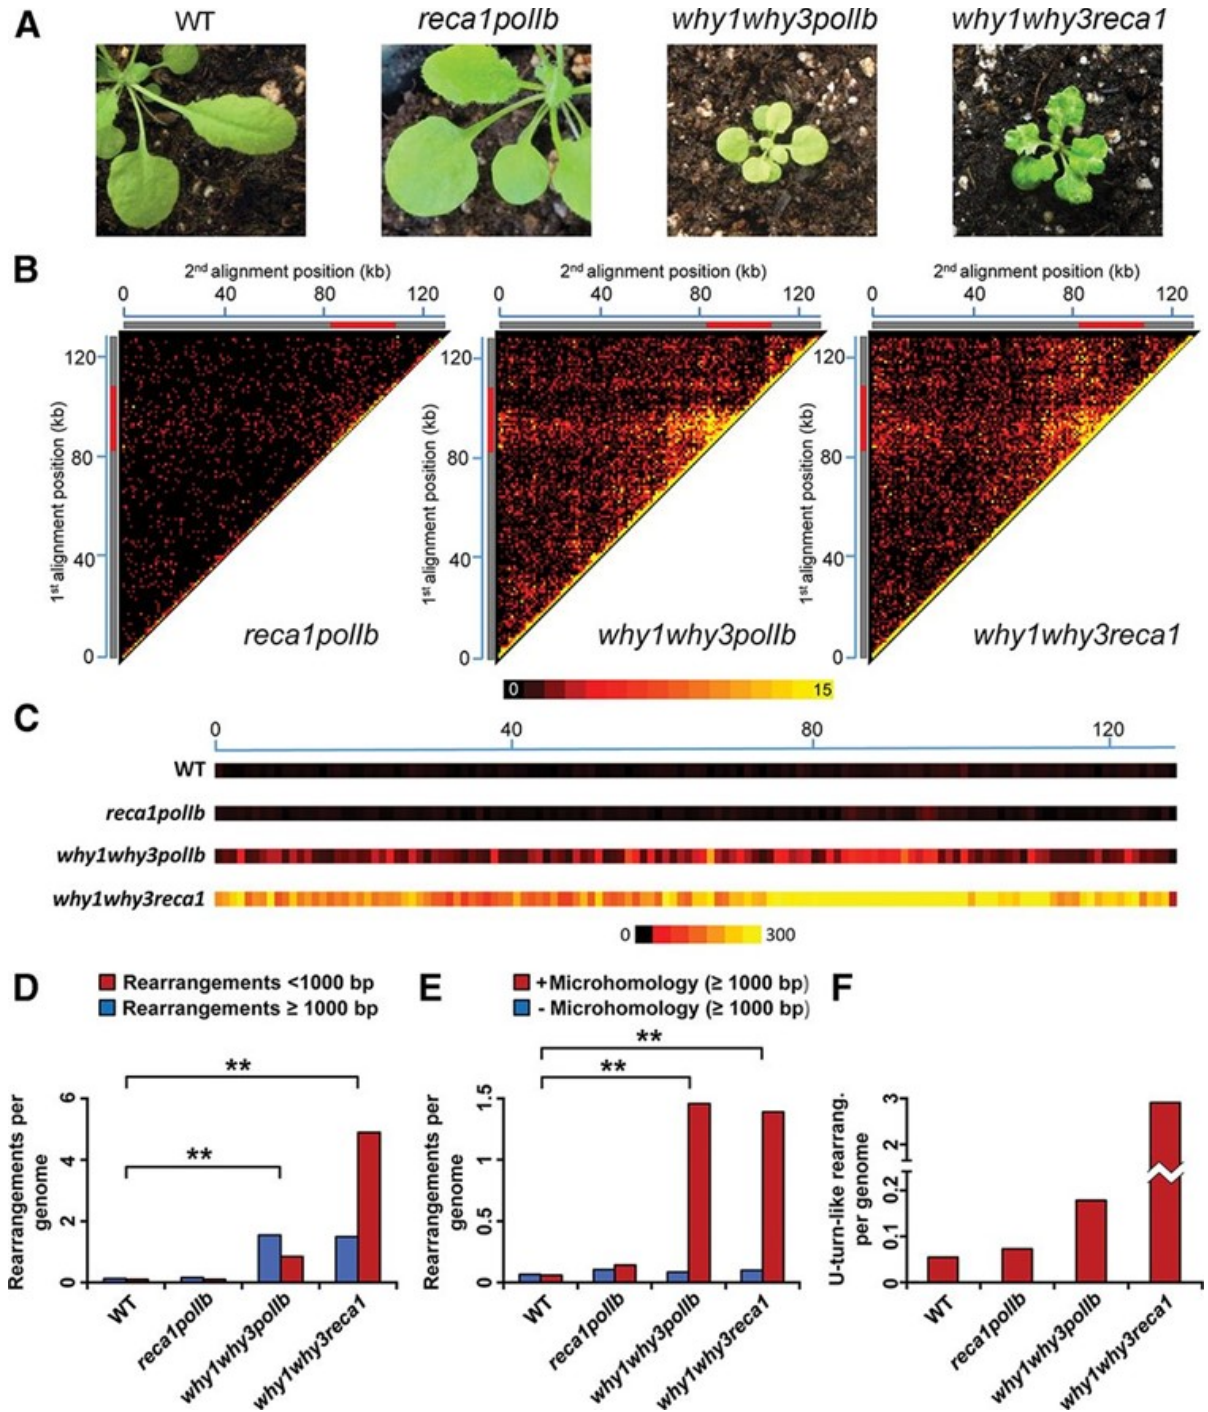 A
WT
reca1polIb
why1why3polIb
why1why3reca1
B
2nd alignment position (kb)
2nd alignment position (kb)
2nd alignment position (kb)
0 40 80 120
0 40 80 120
0 40 80 120
1st alignment position (kb)
120
80
40
0
reca1polIb
1st alignment position (kb)
120
80
40
0
why1why3polIb
1st alignment position (kb)
120
80
40
0
why1why3reca1
0 15
C
0 40 80 120
WT
reca1polIb
why1why3polIb
why1why3reca1
0 300
D
Rearrangements <1000 bp
Rearrangements ≥ 1000 bp
**
**
Rearrangements per
genome
6
4
2
0
WT
reca1polIb
why1why3polIb
why1why3reca1
E
+Microhomology (≥ 1000 bp)
- Microhomology (≥ 1000 bp)
**
**
Rearrangements per
genome
1.5
1
0.5
0
WT
reca1polIb
why1why3polIb
why1why3reca1
F
U-turn-like rearrang.
per genome
3
2
0.2
0.1
0
WT
reca1polIb
why1why3polIb
why1why3reca1